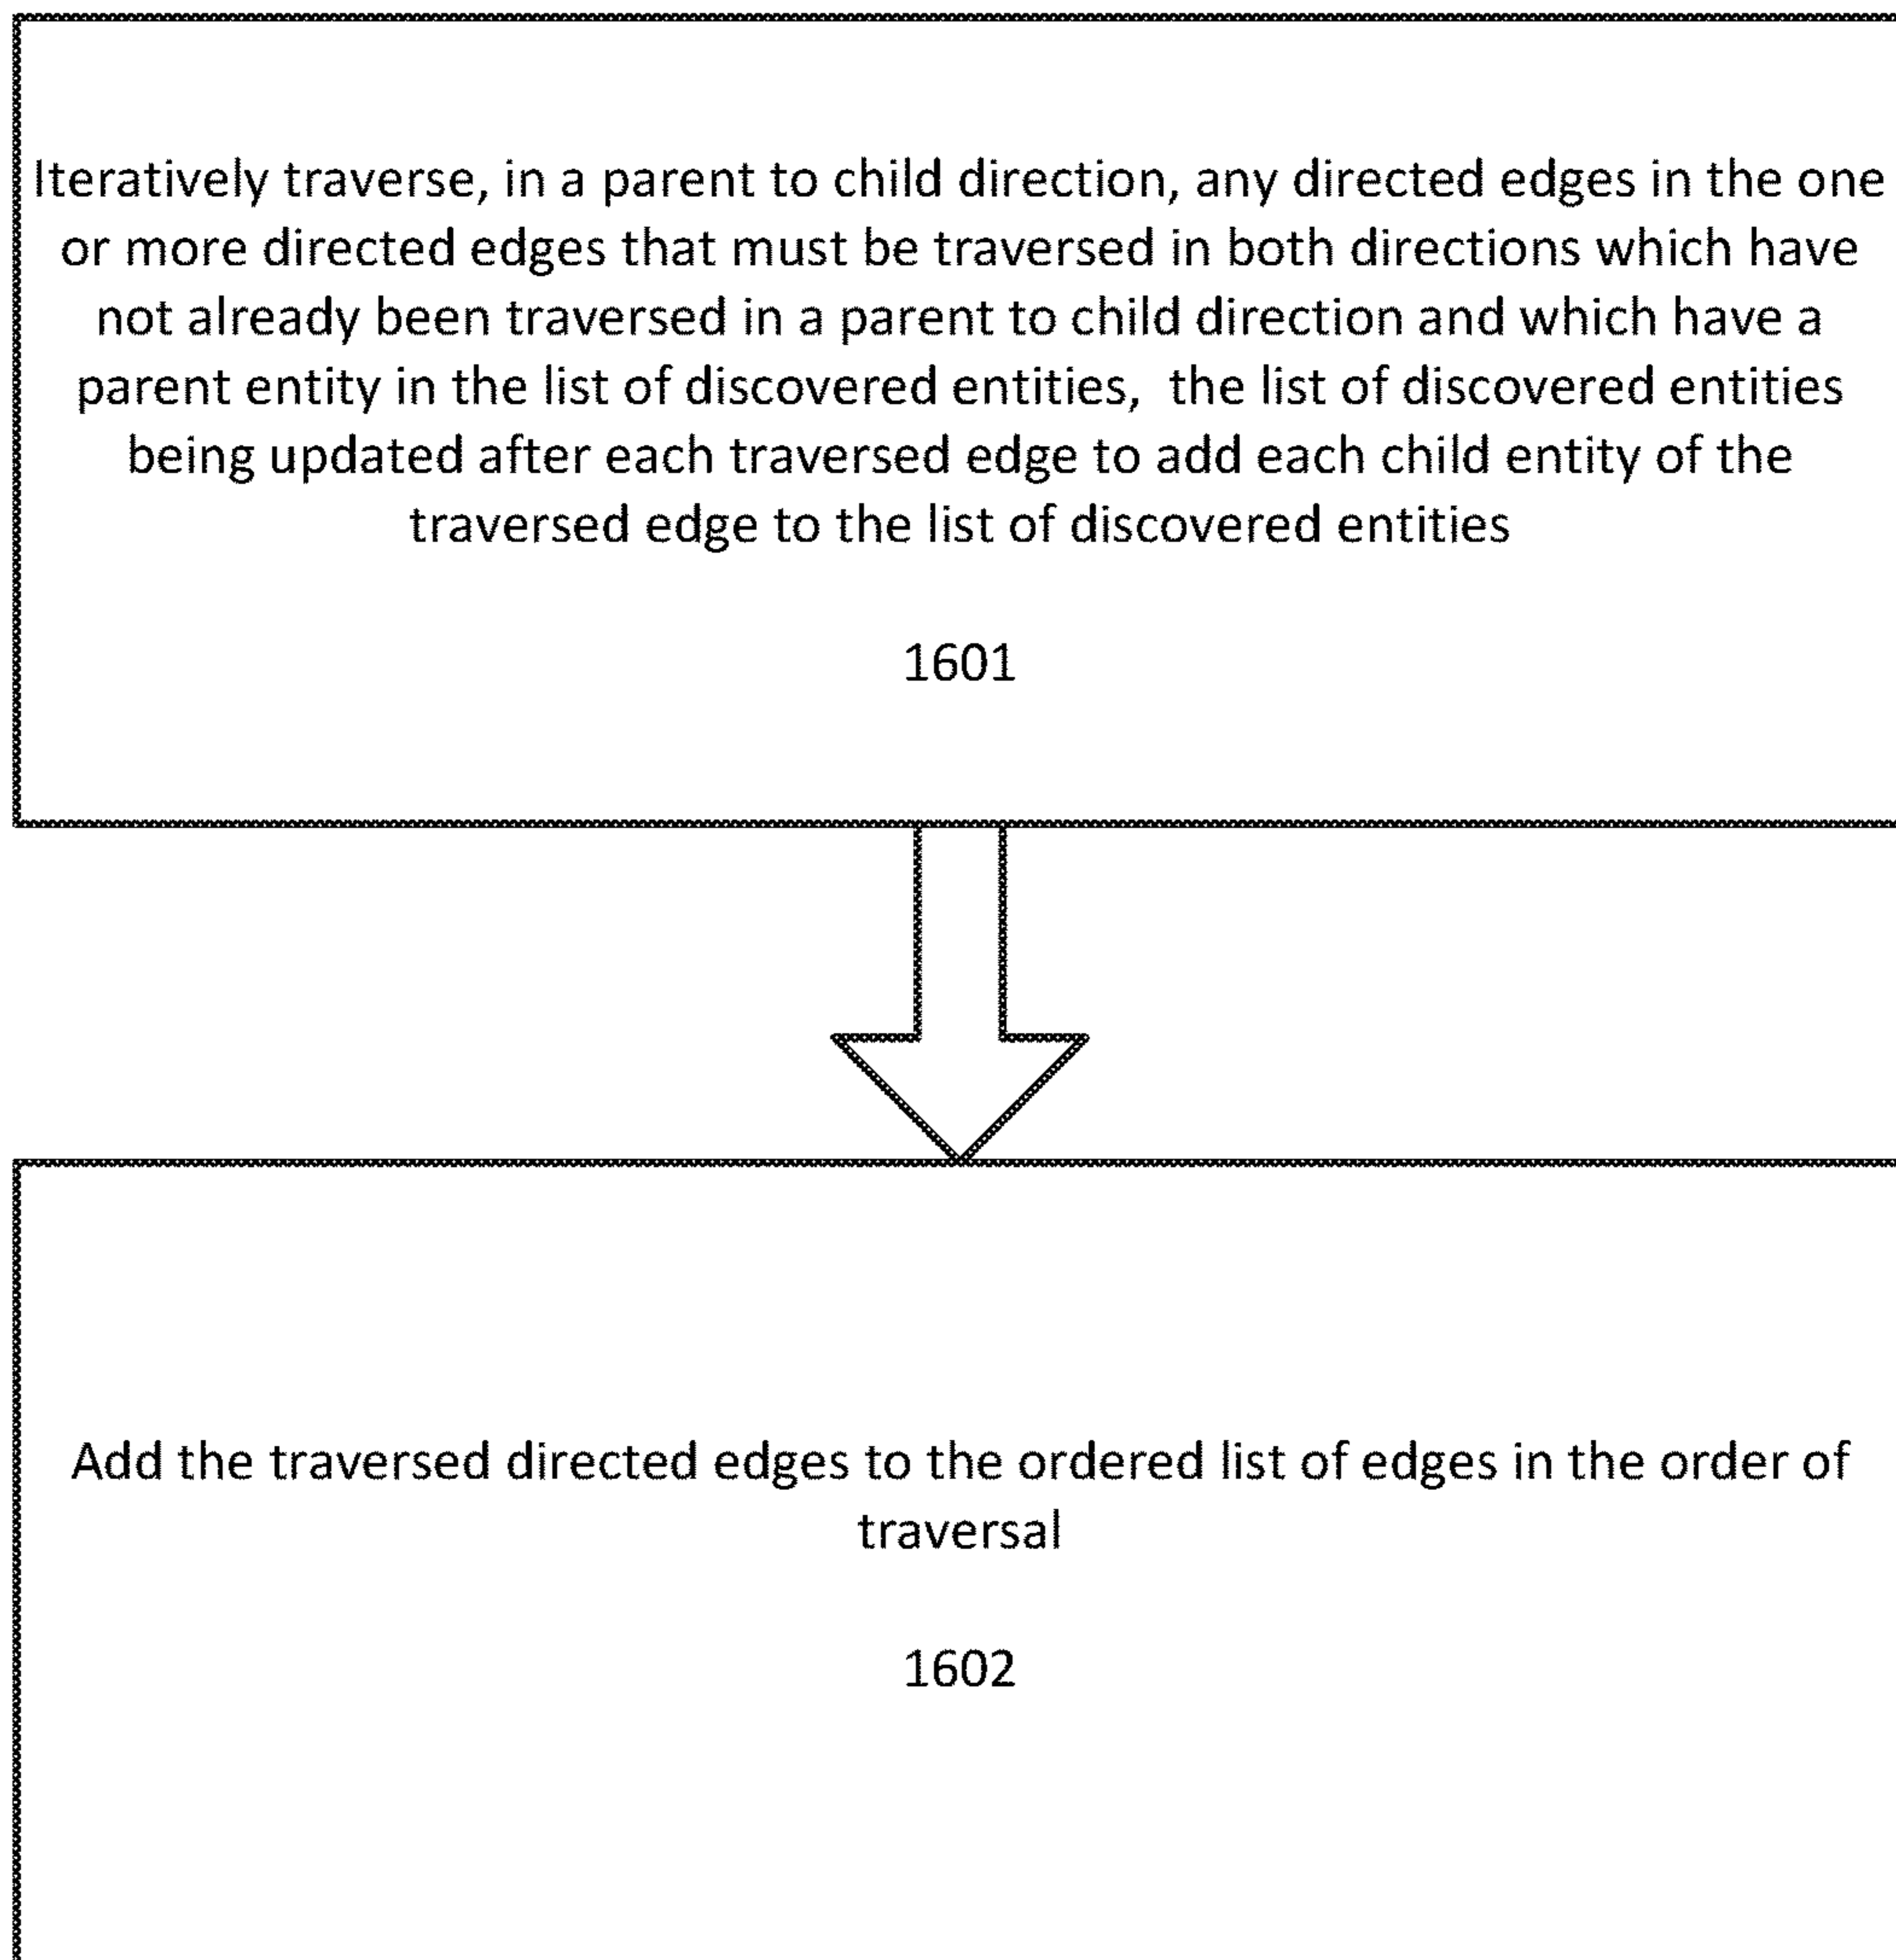 Iteratively traverse, in a parent to child direction, any directed edges in the one
or more directed edges that must be traversed in both directions which have
not already been traversed in a parent to child direction and which have a
parent entity in the list of discovered entities,  the list of discovered entities
being updated after each traversed edge to add each child entity of the
traversed edge to the list of discovered entities
1601
Add the traversed directed edges to the ordered list of edges in the order of
traversal
1602